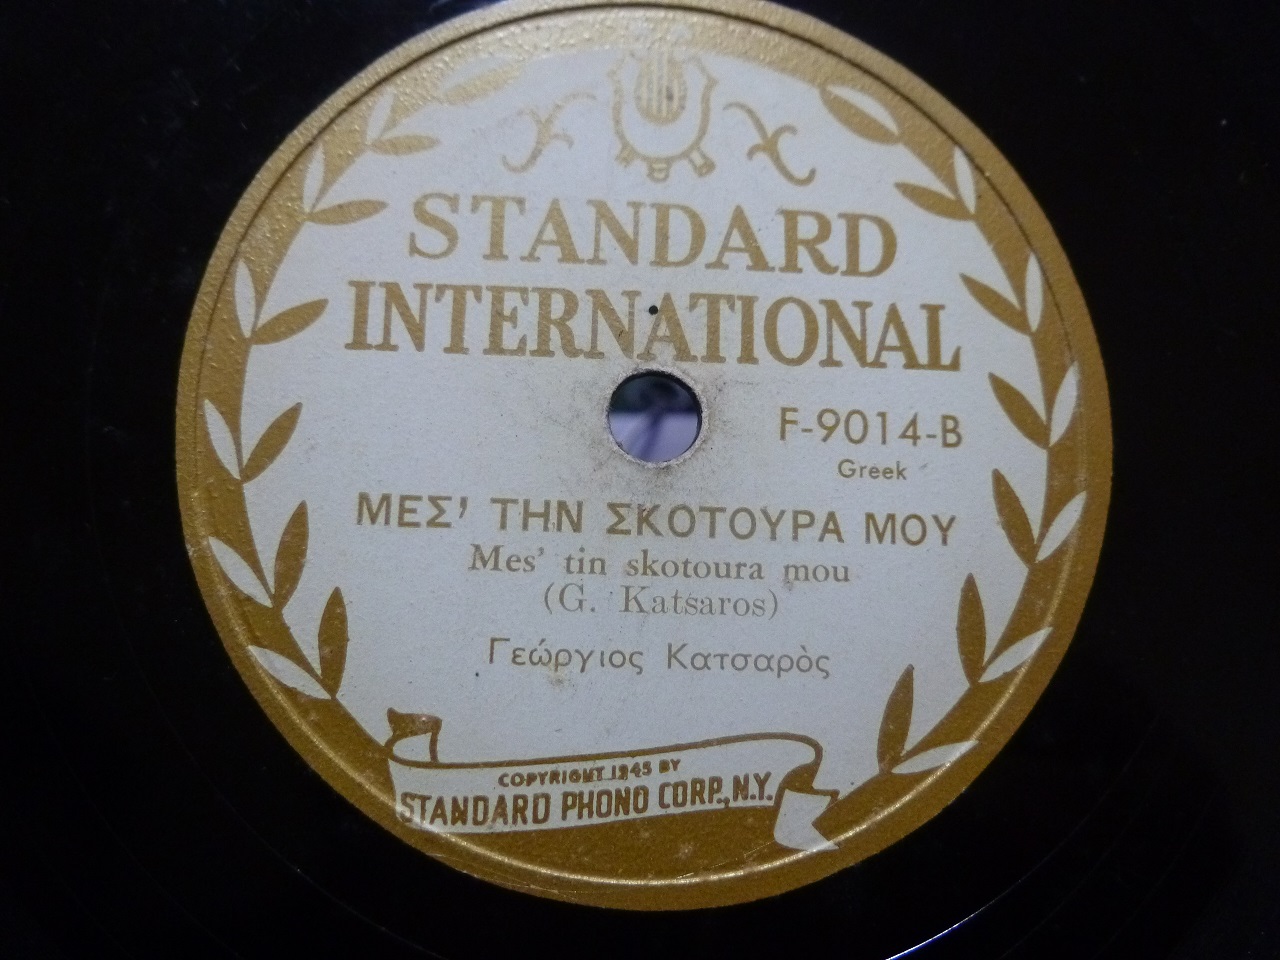 STANDARD
INTERNATIONAL
F-9014-B
Greek
ΜΕΣ' ΤΗΝ ΣΚΟΤΟΥΡΑ ΜΟΥ
Mes' tin skotoura mou
(G. Katsaros)
Γεώργιος Κατσαρὸς
COPYRIGHT 1945 BY
STANDARD PHONO CORP., N.Y.